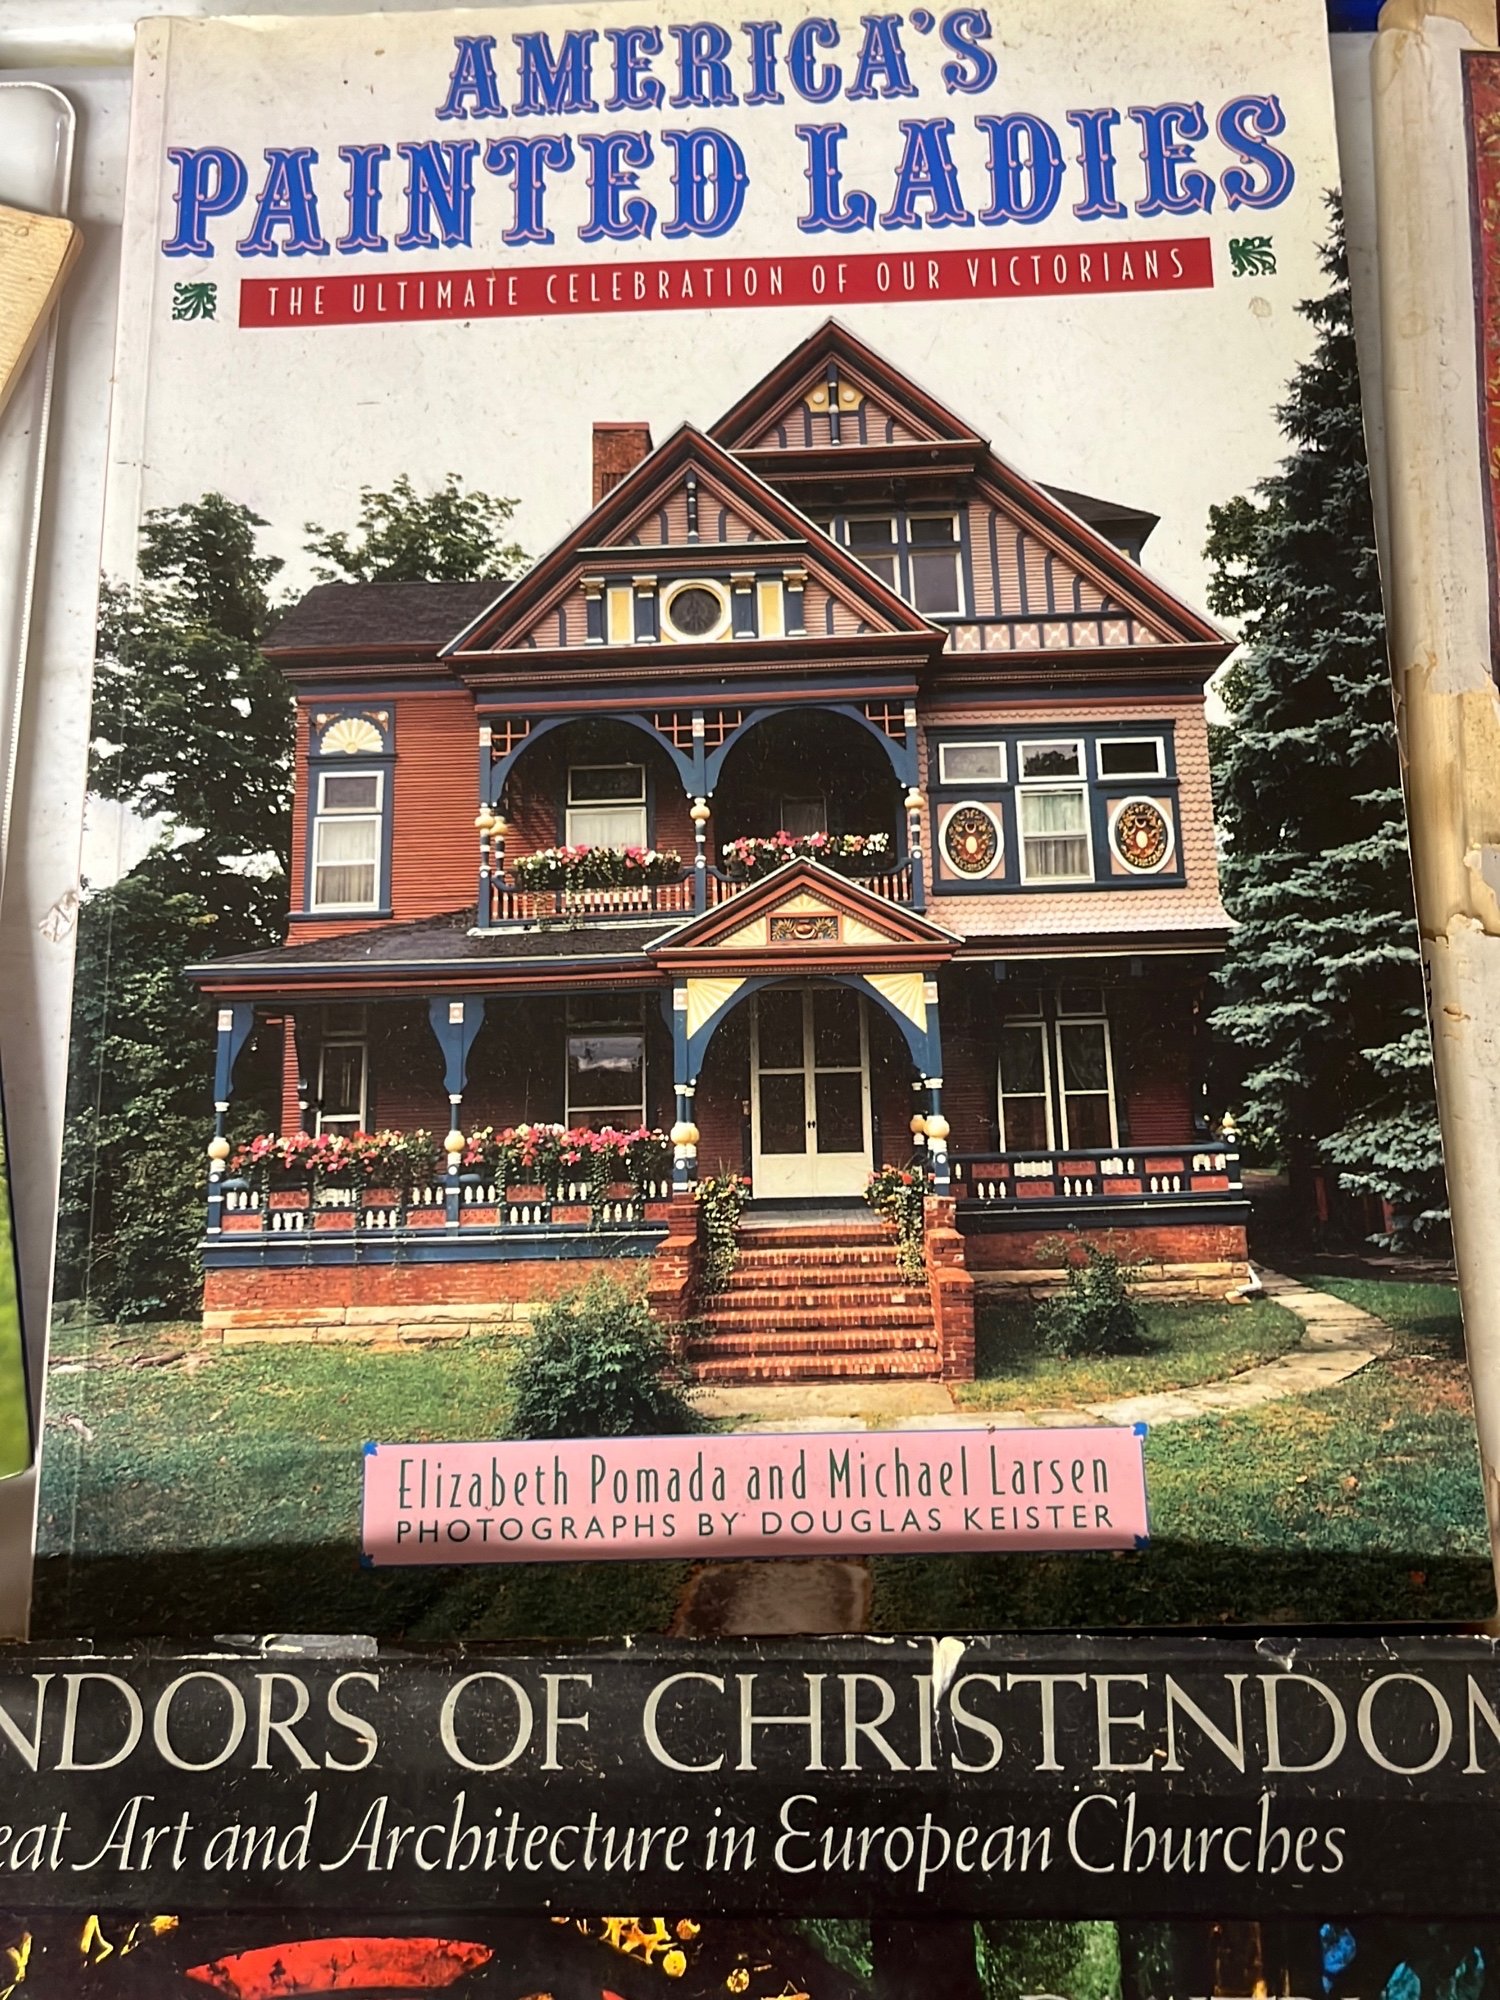 AMERICA'S
PAINTED LADIES
THE ULTIMATE CELEBRATION OF OUR VICTORIANS
Elizabeth Pomada and Michael Larsen
PHOTOGRAPHS BY DOUGLAS KEISTER
NDORS OF CHRISTENDOM
eat Art and Architecture in European Churches